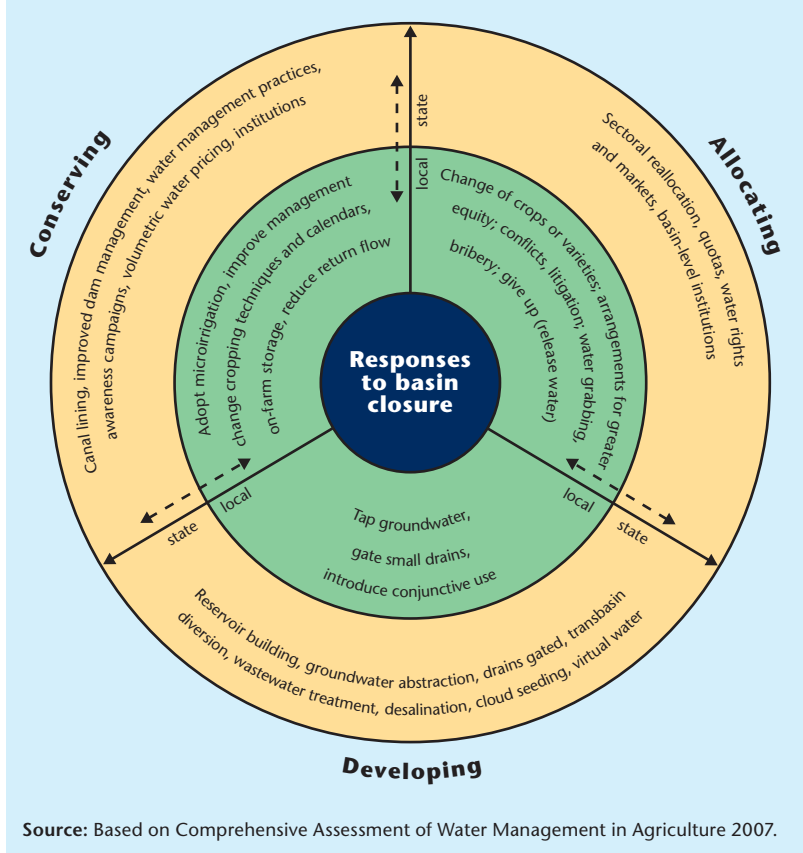 Conserving
Canal lining, improved dam management, water management practices,
awareness campaigns, volumetric water pricing, institutions
Adopt microirrigation, improve management
change cropping techniques and calendars,
on-farm storage, reduce return flow
state
local
Allocating
Sectoral reallocation, quotas, water rights
and markets, basin-level institutions
Change of crops or varieties; arrangements for greater
equity; conflicts, litigation; water grabbing,
bribery; give up (release water)
Responses
to basin
closure
local
state
local
state
Tap groundwater,
gate small drains,
introduce conjunctive use
Reservoir building, groundwater abstraction, drains gated, transbasin
diversion, wastewater treatment, desalination, cloud seeding, virtual water
Developing
Source: Based on Comprehensive Assessment of Water Management in Agriculture 2007.